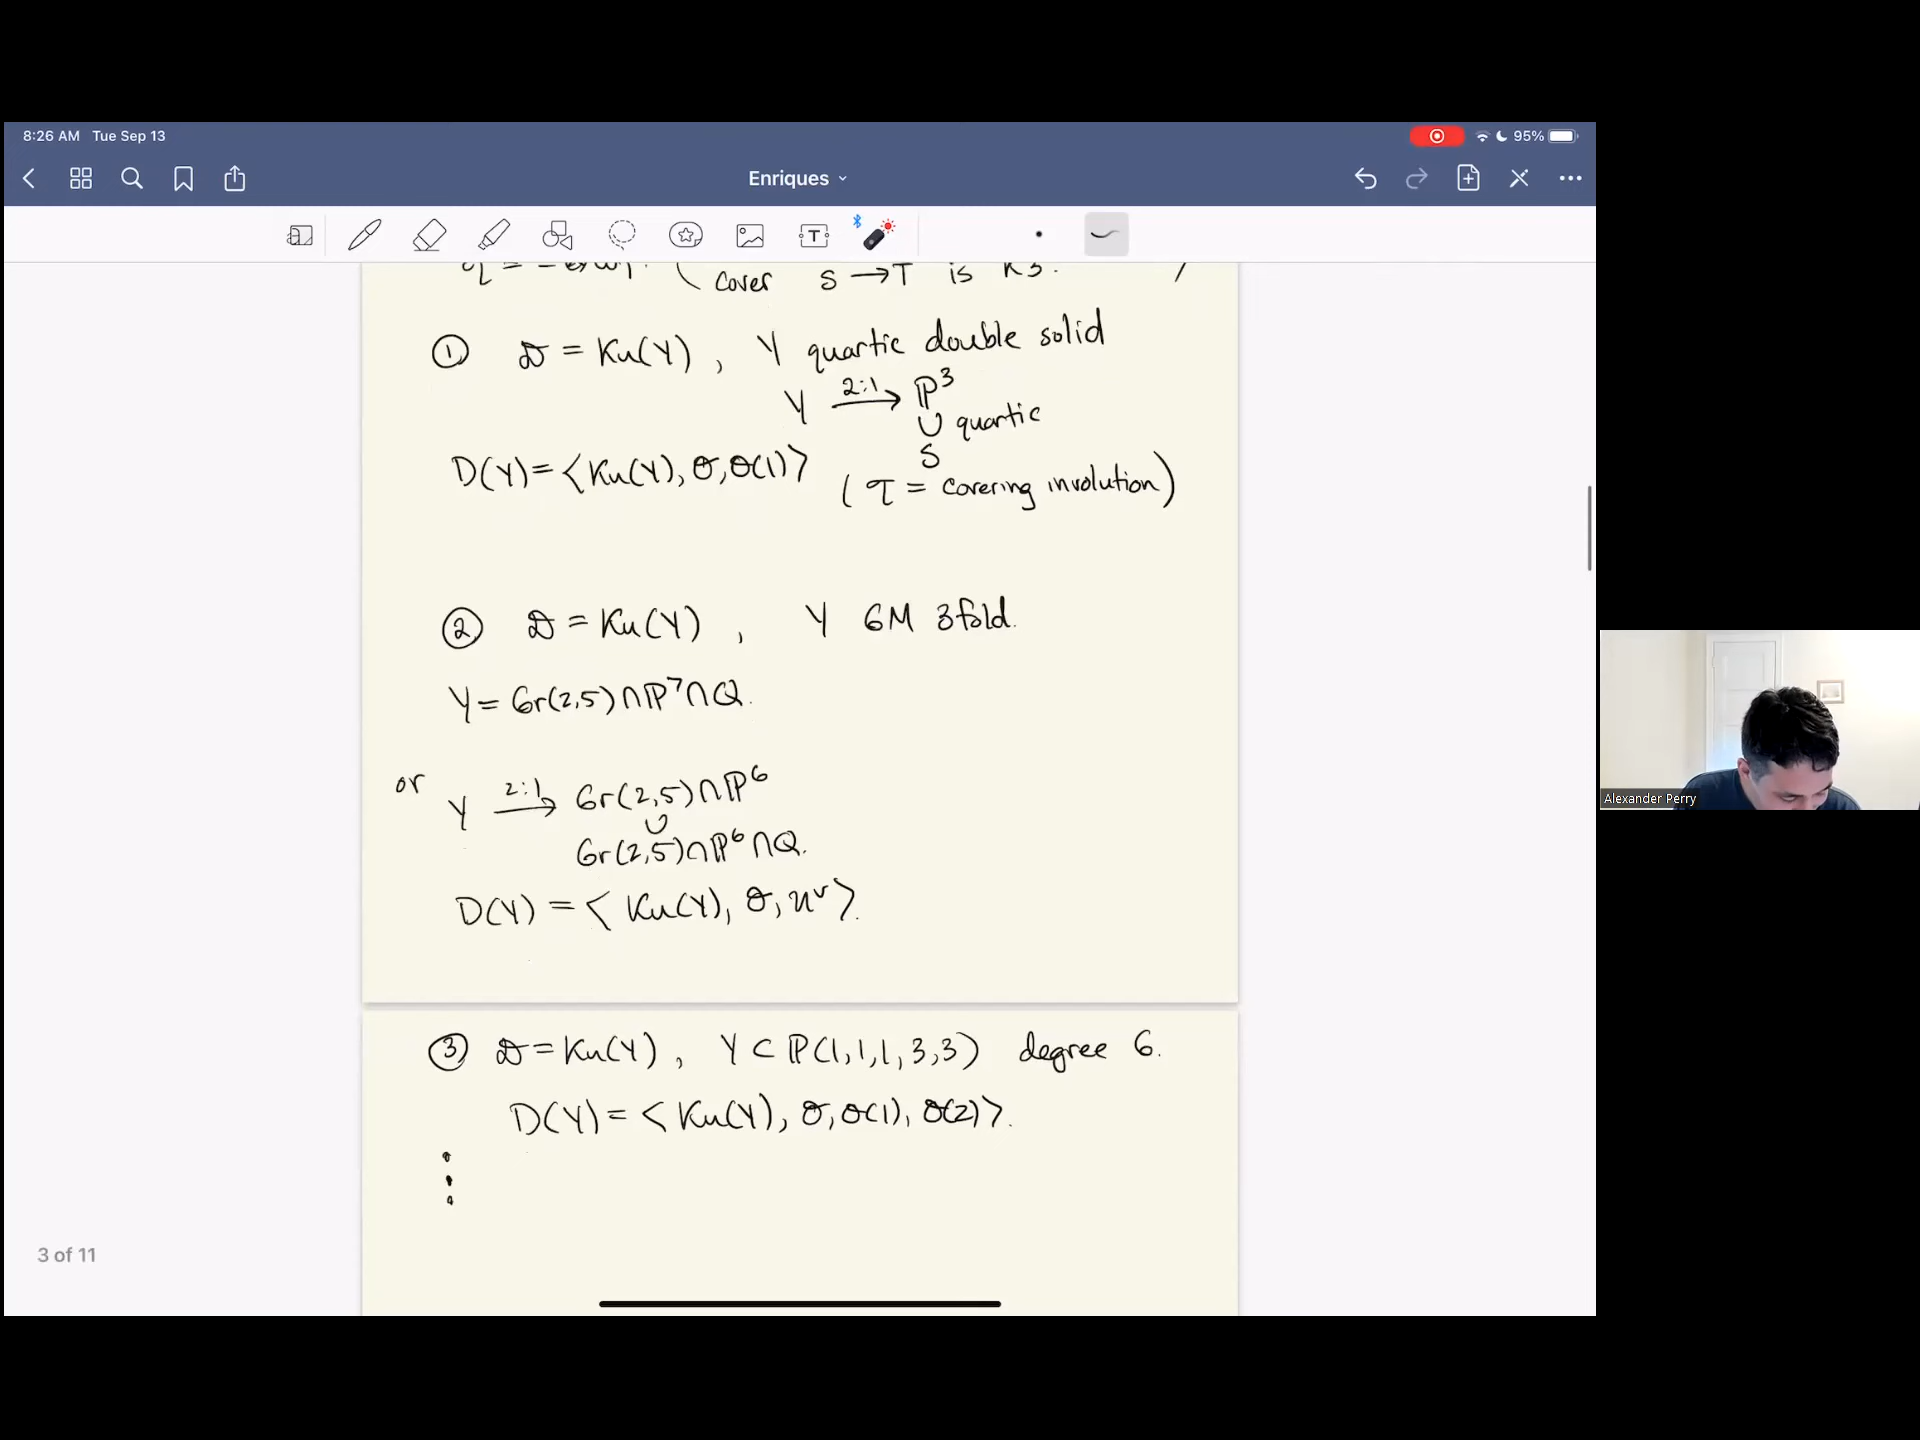 8:26 AM Tue Sep 13
95%
Enriques
cover S → T is K3. )
① 𝒟 = Ku(Y), Y quartic double solid
Y 2:1→ ℙ³
∪ quartic
S
D(Y) = ⟨Ku(Y), 𝒪, 𝒪(1)⟩
(τ = covering involution)
② 𝒟 = Ku(Y), Y GM 3fold.
Y = Gr(2,5) ∩ ℙ⁷ ∩ Q.
or Y 2:1→ Gr(2,5) ∩ ℙ⁶
∪
Gr(2,5) ∩ ℙ⁶ ∩ Q.
D(Y) = ⟨Ku(Y), 𝒪, 𝒰ᵛ⟩.
③ 𝒟 = Ku(Y), Y ⊂ ℙ(1,1,1,3,3) degree 6.
D(Y) = ⟨Ku(Y), 𝒪, 𝒪(1), 𝒪(2)⟩.
⋮
3 of 11
Alexander Perry